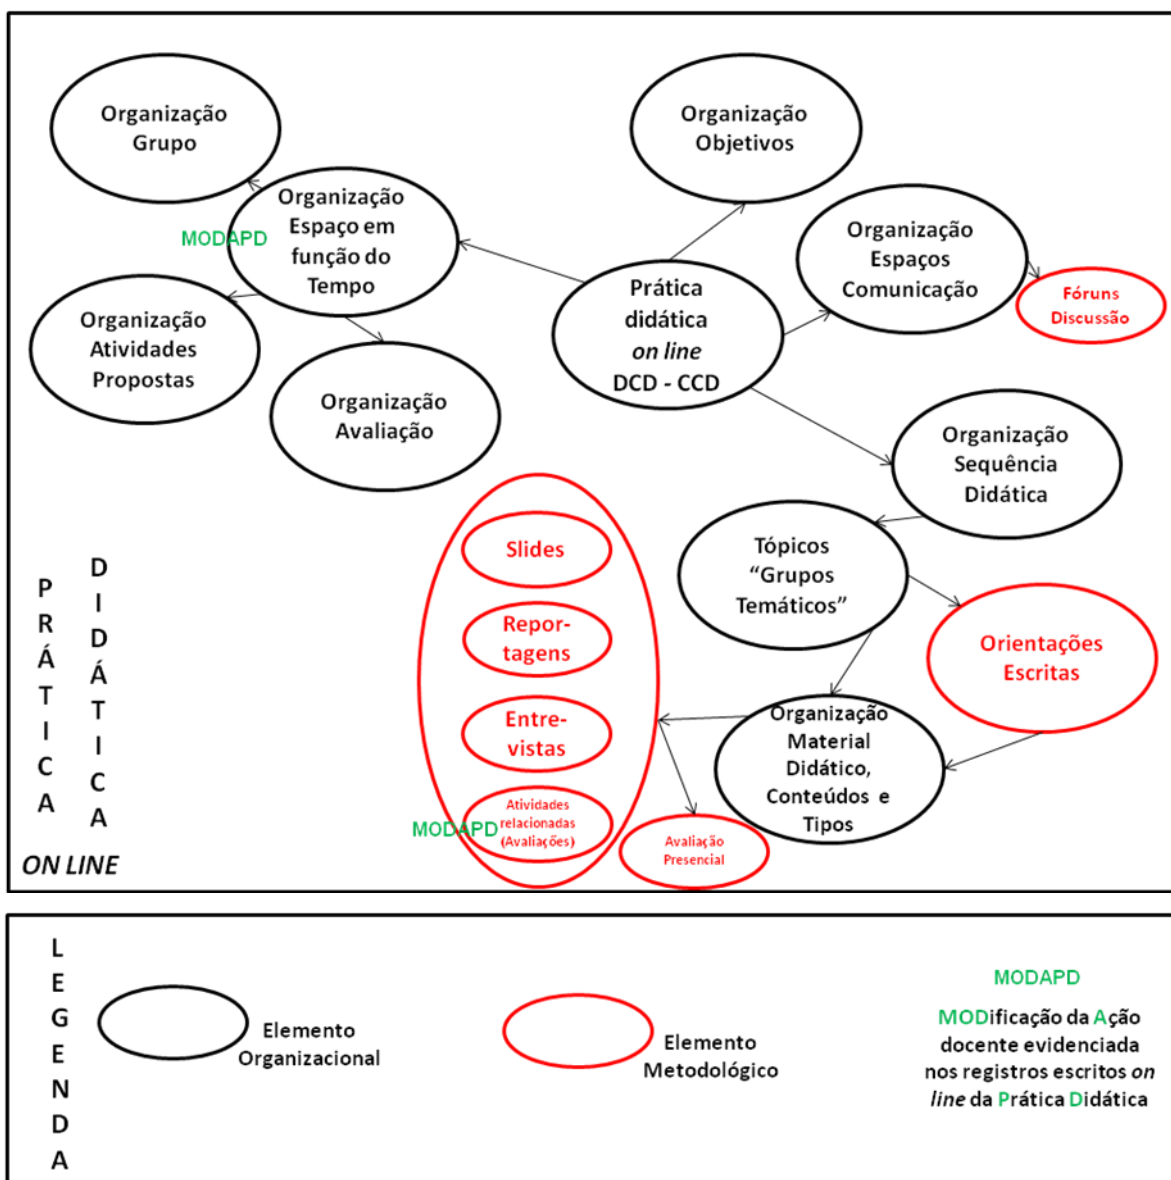 Organização
Grupo
Organização
Objetivos
Organização
Espaço em
função do
Tempo
MODAPD
Organização
Espaços
Comunicação
Fóruns
Discussão
Prática
didática
on line
DCD - CCD
Organização
Atividades
Propostas
Organização
Avaliação
Organização
Sequência
Didática
Tópicos
“Grupos
Temáticos”
Orientações
Escritas
Organização
Material
Didático,
Conteúdos e
Tipos
Slides
Repor-
tagens
Entre-
vistas
Atividades
relacionadas
(Avaliações)
MODAPD
Avaliação
Presencial
PRÁTICA
DIDÁTICA
ON LINE
LEGENDA
Elemento
Organizacional
Elemento
Metodológico
MODAPD
MODificação da Ação
docente evidenciada
nos registros escritos on
line da Prática Didática